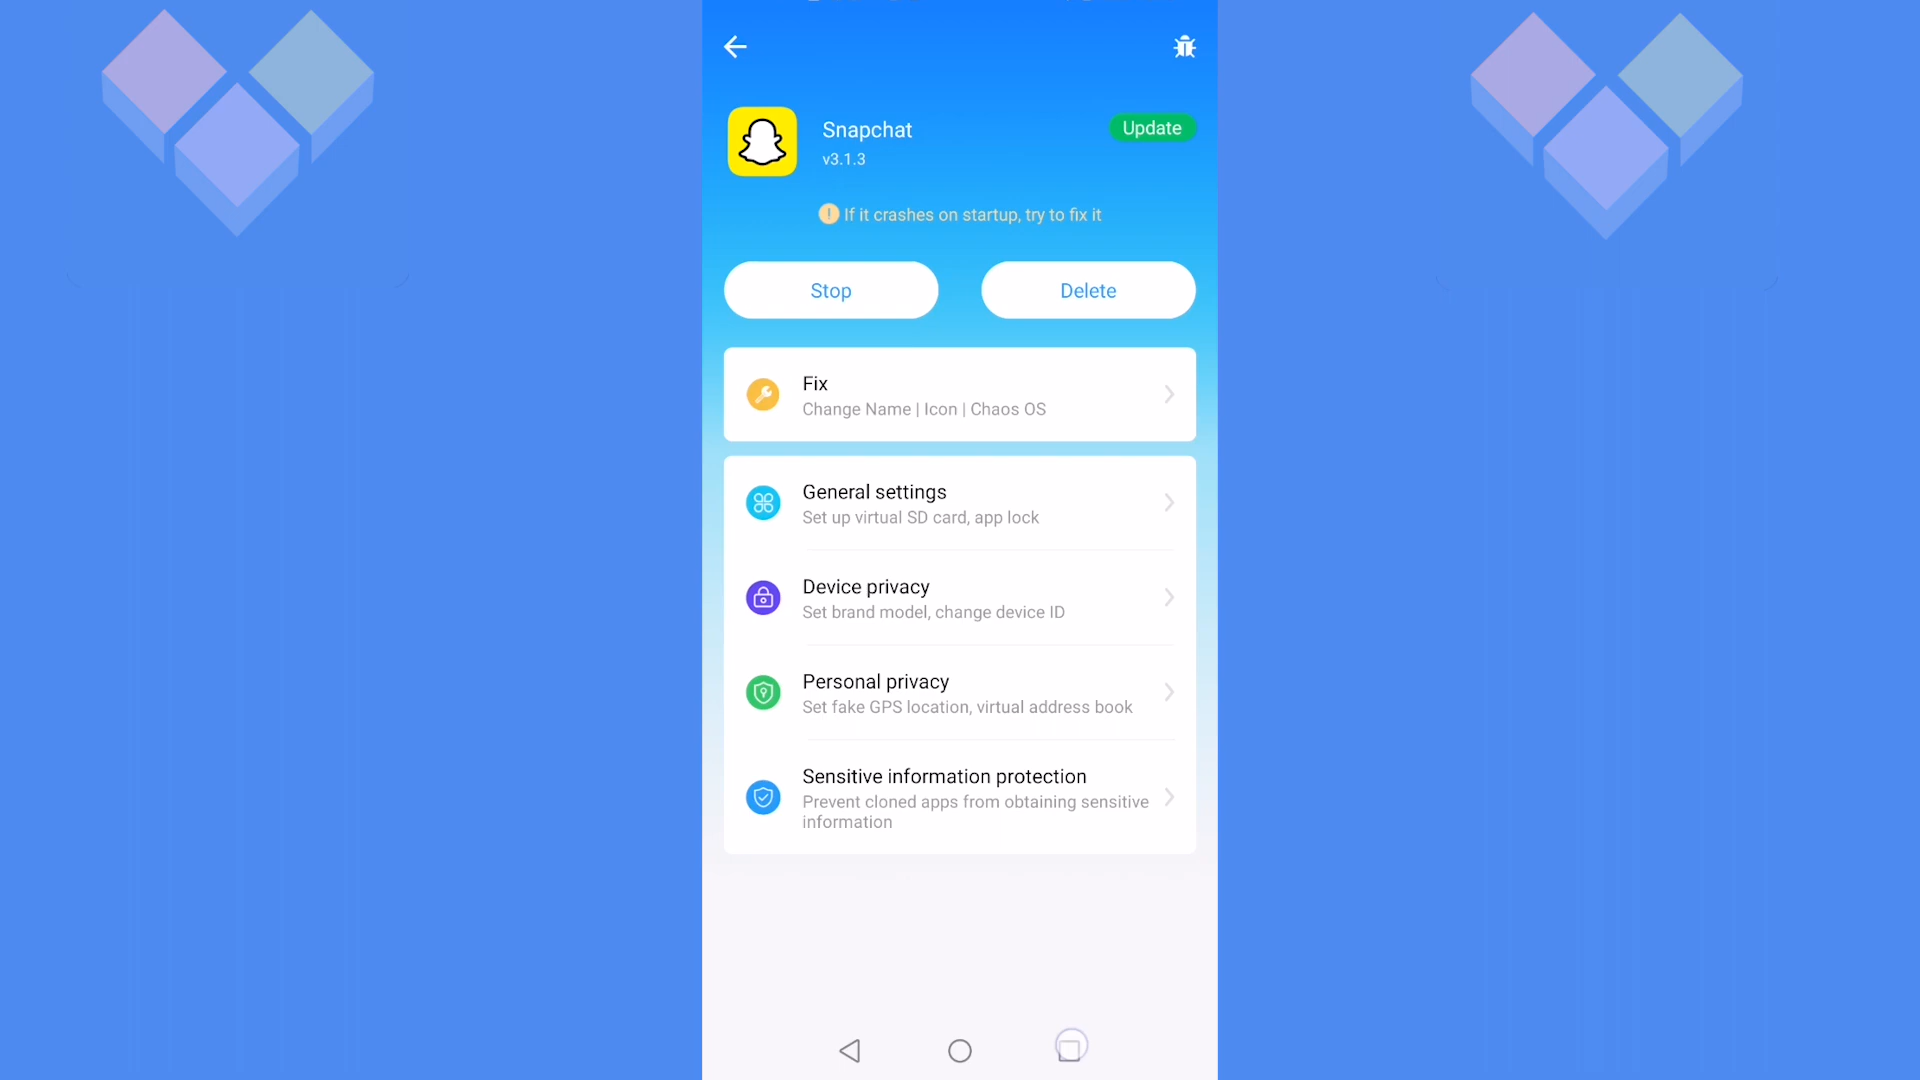 Snapchat
Update
v3.1.3
If it crashes on startup, try to fix it
Stop
Delete
Fix
Change Name | Icon | Chaos OS
General settings
Set up virtual SD card, app lock
Device privacy
Set brand model, change device ID
Personal privacy
Set fake GPS location, virtual address book
Sensitive information protection
Prevent cloned apps from obtaining sensitive
information